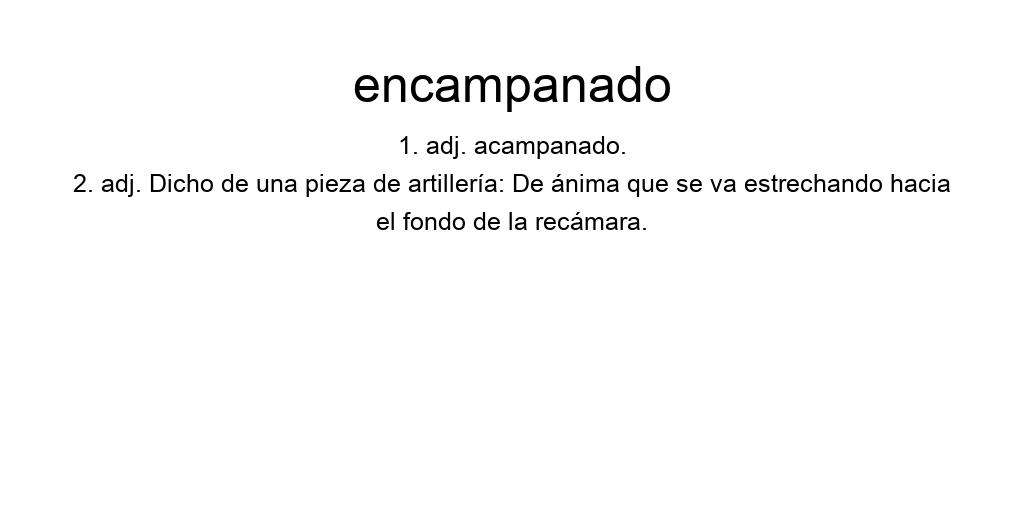 encampanado
1. adj. acampanado.
2. adj. Dicho de una pieza de artillería: De ánima que se va estrechando hacia
el fondo de la recámara.